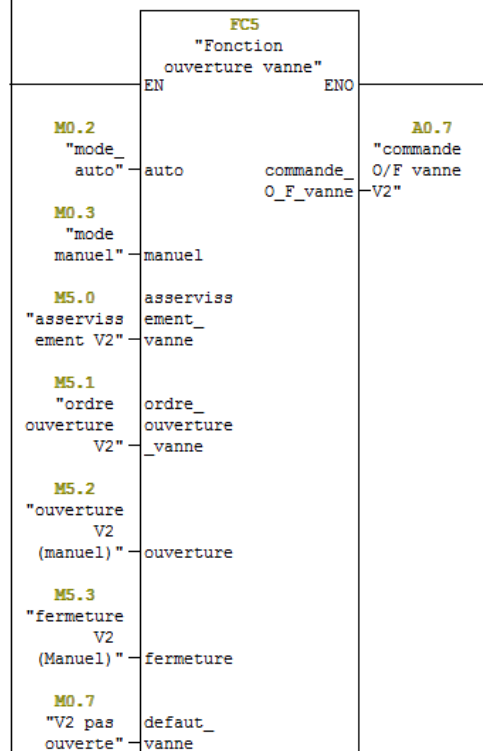 FC5
"Fonction
ouverture vanne"
EN ENO
M0.2
"mode_
auto"
auto
commande_
O_F_vanne
A0.7
"commande
O/F vanne
V2"
M0.3
"mode
manuel"
manuel
M5.0
"asserviss
ement V2"
asserviss
ement_
vanne
M5.1
"ordre
ouverture
V2"
ordre_
ouverture
_vanne
M5.2
"ouverture
V2
(manuel)"
ouverture
M5.3
"fermeture
V2
(Manuel)"
fermeture
M0.7
"V2 pas
ouverte"
defaut_
vanne